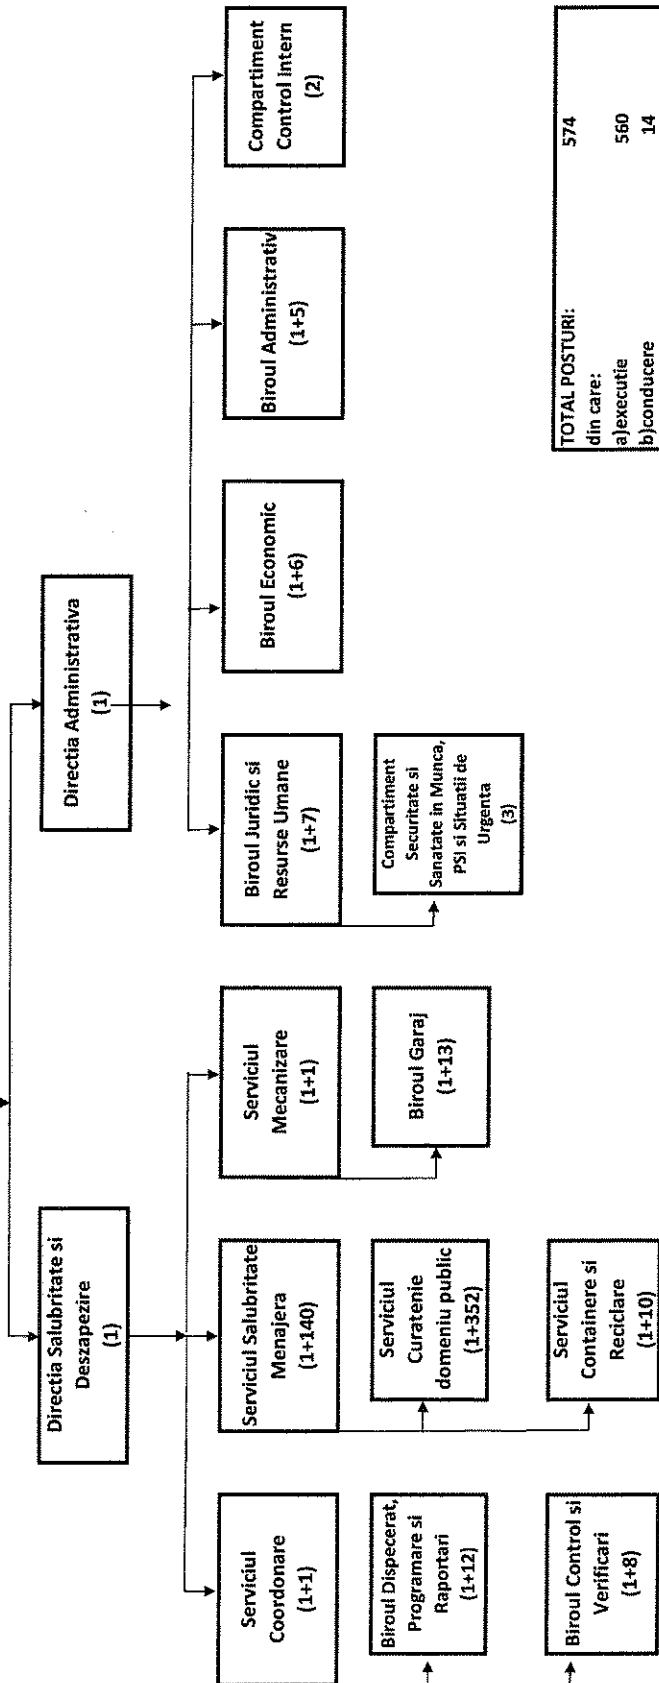 Directia Salubritate si
Deszapezire
(1)
Directia Administrativa
(1)
Serviciul
Coordonare
(1+1)
Serviciul Salubritate
Menajera
(1+140)
Serviciul
Mecanizare
(1+1)
Biroul Juridic si
Resurse Umane
(1+7)
Biroul Economic
(1+6)
Biroul Administrativ
(1+5)
Compartiment
Control Intern
(2)
Biroul Dispecerat,
Programare si
Raportari
(1+12)
Serviciul
Curatenie
domeniu public
(1+352)
Biroul Garaj
(1+13)
Compartiment
Securitate si
Sanatate in Munca,
PSI si Situatii de
Urgenta
(3)
Biroul Control si
Verificari
(1+8)
Serviciul
Containere si
Reciclare
(1+10)
TOTAL POSTURI: 574
din care:
a)executie 560
b)conducere 14